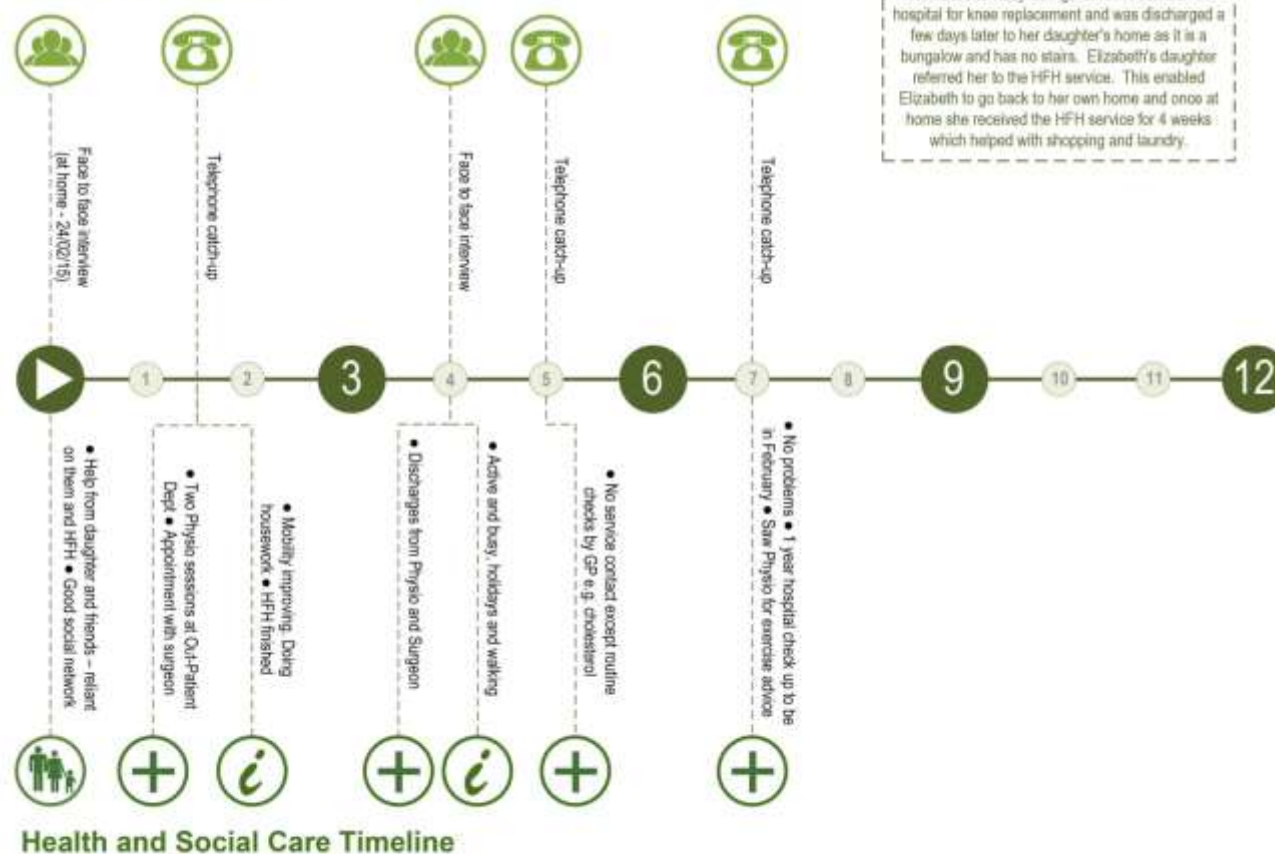 hospital for knee replacement and was discharged a
few days later to her daughter's home as it is a
bungalow and has no stairs. Elizabeth's daughter
referred her to the HFH service. This enabled
Elizabeth to go back to her own home and once at
home she received the HFH service for 4 weeks
which helped with shopping and laundry.
Face to face interview
(at home - 24/02/15)
Telephone catch-up
Face to face interview
Telephone catch-up
Telephone catch-up
1
2
3
4
5
6
7
8
9
10
11
12
● Help from daughter and friends – reliant
on them and HFH ● Good social network
● Two Physio sessions at Out-Patient
Dept ● Appointment with surgeon
● Mobility improving. Doing
housework ● HFH finished
● Discharges from Physio and Surgeon
● Active and busy, holidays and walking
● No service contact except routine
checks by GP e.g. cholesterol
● No problems ● 1 year hospital check up to be
in February ● Saw Physio for exercise advice
i
i
Health and Social Care Timeline